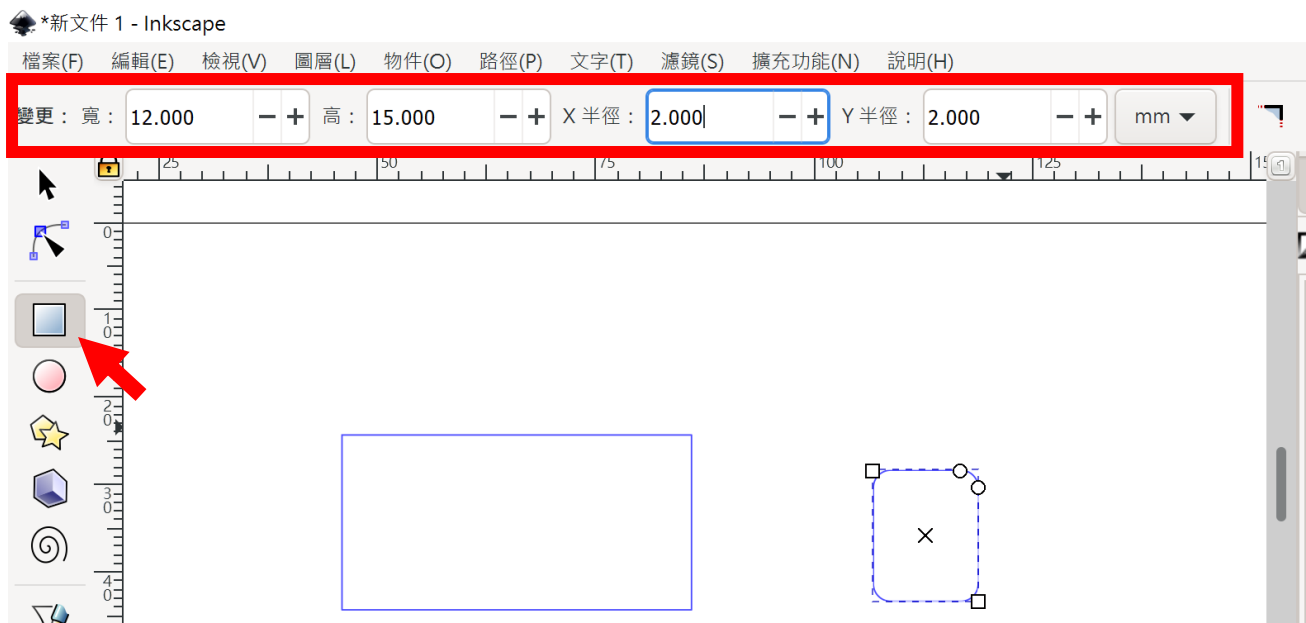 *新文件 1 - Inkscape
檔案(F) 編輯(E) 檢視(V) 圖層(L) 物件(O) 路徑(P) 文字(T) 濾鏡(S) 擴充功能(N) 說明(H)
變更： 寬： 12.000 高： 15.000 X 半徑： 2.000 Y 半徑： 2.000 mm
25 50 75 100 125 15
0
10
20
30
40